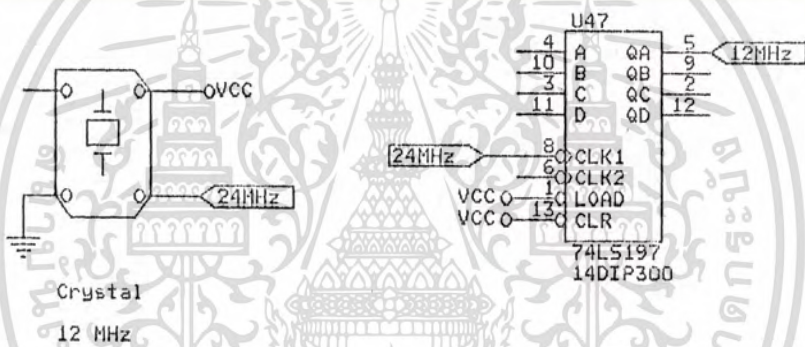 VCC
24MHz
Crystal
12 MHz
U47
4 A QA 5 12MHz
10 B QB 9
3 C QC 2
11 D QD 12
24MHz 8 CLK1
6 CLK2
VCC 1 LOAD
VCC 13 CLR
74LS197
14DIP300